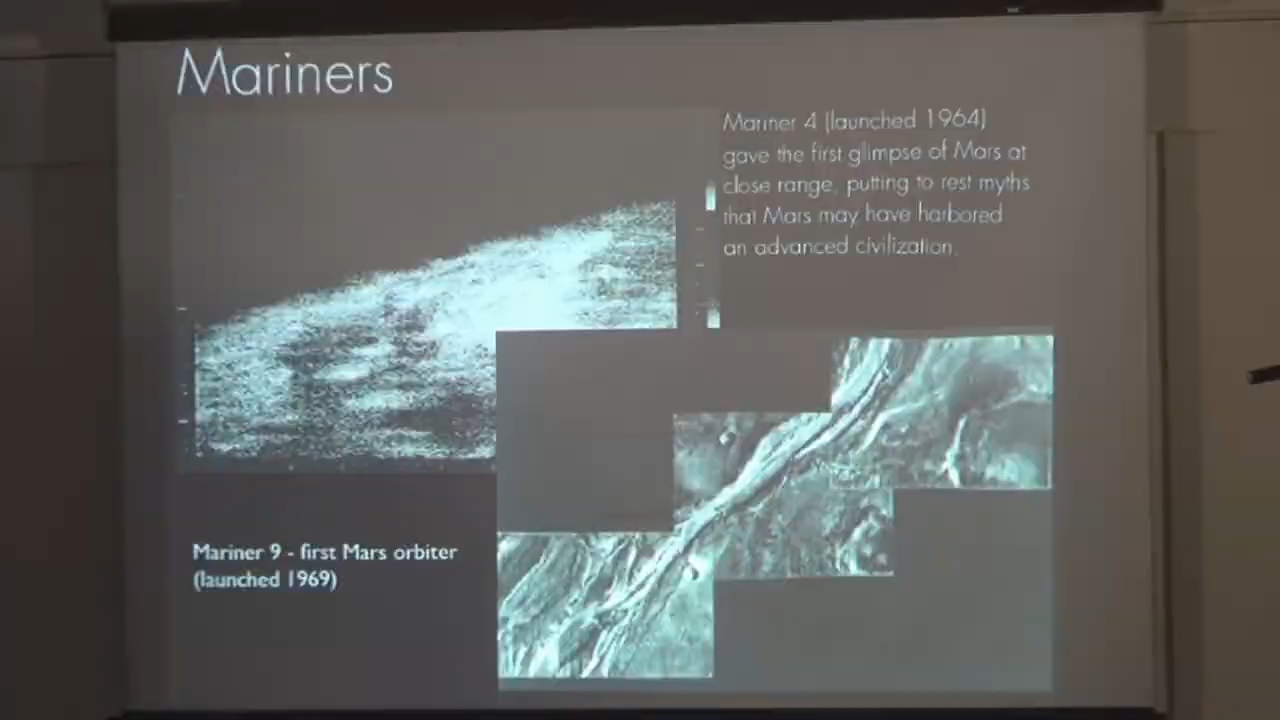 Mariners
Mariner 4 (launched 1964)
gave the first glimpse of Mars at
close range, putting to rest myths
that Mars may have harbored
an advanced civilization.
Mariner 9 - first Mars orbiter
(launched 1969)